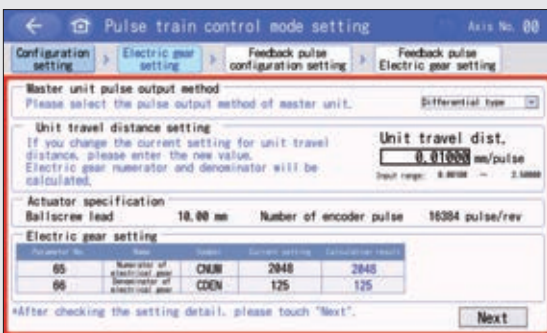 Pulse train control mode setting
Axis No. 00
Configuration setting
Electric gear setting
Feedback pulse configuration setting
Feedback pulse Electric gear setting
Master unit pulse output method
Please select the pulse output method of master unit.
Differential type
Unit travel distance setting
If you change the current setting for unit travel
distance, please enter the new value.
Electric gear numerator and denominator will be
calculated.
Unit travel dist.
0.01000 mm/pulse
Input range: 0.00100 ~ 2.50000
Actuator specification
Ballscrew lead 10.00 mm Number of encoder pulse 16384 pulse/rev
Electric gear setting
Parameter No. Name Symbol Current setting Calculation result
65 Numerator of electrical gear CNUM 2048 2048
66 Denominator of electrical gear CDEN 125 125
*After checking the setting detail, please touch "Next".
Next